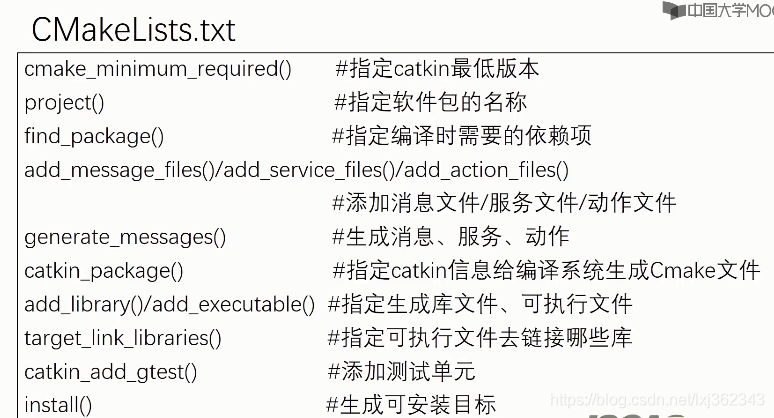 中国大学MOO
CMakeLists.txt
cmake_minimum_required() #指定catkin最低版本
project() #指定软件包的名称
find_package() #指定编译时需要的依赖项
add_message_files()/add_service_files()/add_action_files()
#添加消息文件/服务文件/动作文件
generate_messages() #生成消息、服务、动作
catkin_package() #指定catkin信息给编译系统生成Cmake文件
add_library()/add_executable() #指定生成库文件、可执行文件
target_link_libraries() #指定可执行文件去链接哪些库
catkin_add_gtest() #添加测试单元
install() #生成可安装目标
https://blog.csdn.net/lxj362343